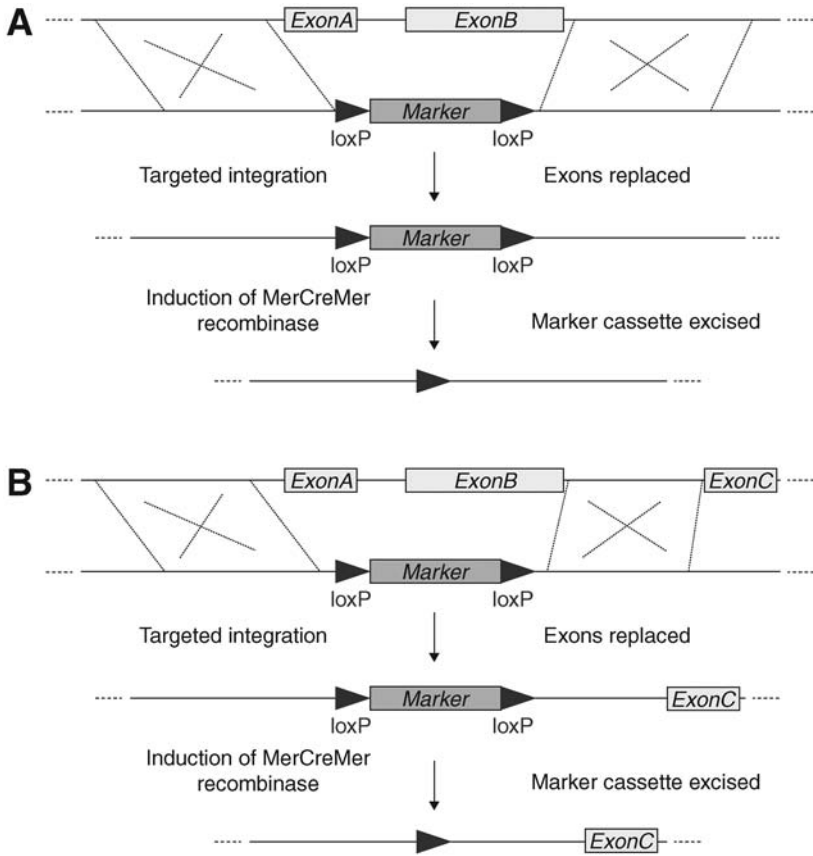 A
ExonA ExonB
Marker
loxP loxP
Targeted integration Exons replaced
Marker
loxP loxP
Induction of MerCreMer
recombinase Marker cassette excised
B
ExonA ExonB ExonC
Marker
loxP loxP
Targeted integration Exons replaced
Marker ExonC
loxP loxP
Induction of MerCreMer
recombinase Marker cassette excised
ExonC